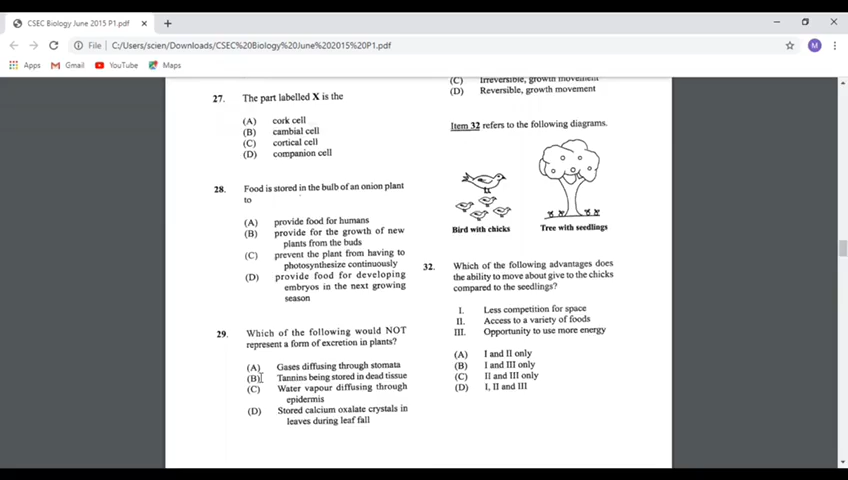 CSEC Biology June 2015 P1.pdf
File | C:/Users/scien/Downloads/CSEC%20Biology%20June%202015%20P1.pdf
M
Apps
Gmail
YouTube
Maps
27. The part labelled X is the
(A) cork cell
(B) cambial cell
(C) cortical cell
(D) companion cell
28. Food is stored in the bulb of an onion plant
to
(A) provide food for humans
(B) provide for the growth of new
plants from the buds
(C) prevent the plant from having to
photosynthesize continuously
(D) provide food for developing
embryos in the next growing
season
29. Which of the following would NOT
represent a form of excretion in plants?
(A) Gases diffusing through stomata
(B) Tannins being stored in dead tissue
(C) Water vapour diffusing through
epidermis
(D) Stored calcium oxalate crystals in
leaves during leaf fall
(C) Irreversible, growth movement
(D) Reversible, growth movement
Item 32 refers to the following diagrams.
Bird with chicks
Tree with seedlings
32. Which of the following advantages does
the ability to move about give to the chicks
compared to the seedlings?
I. Less competition for space
II. Access to a variety of foods
III. Opportunity to use more energy
(A) I and II only
(B) I and III only
(C) II and III only
(D) I, II and III